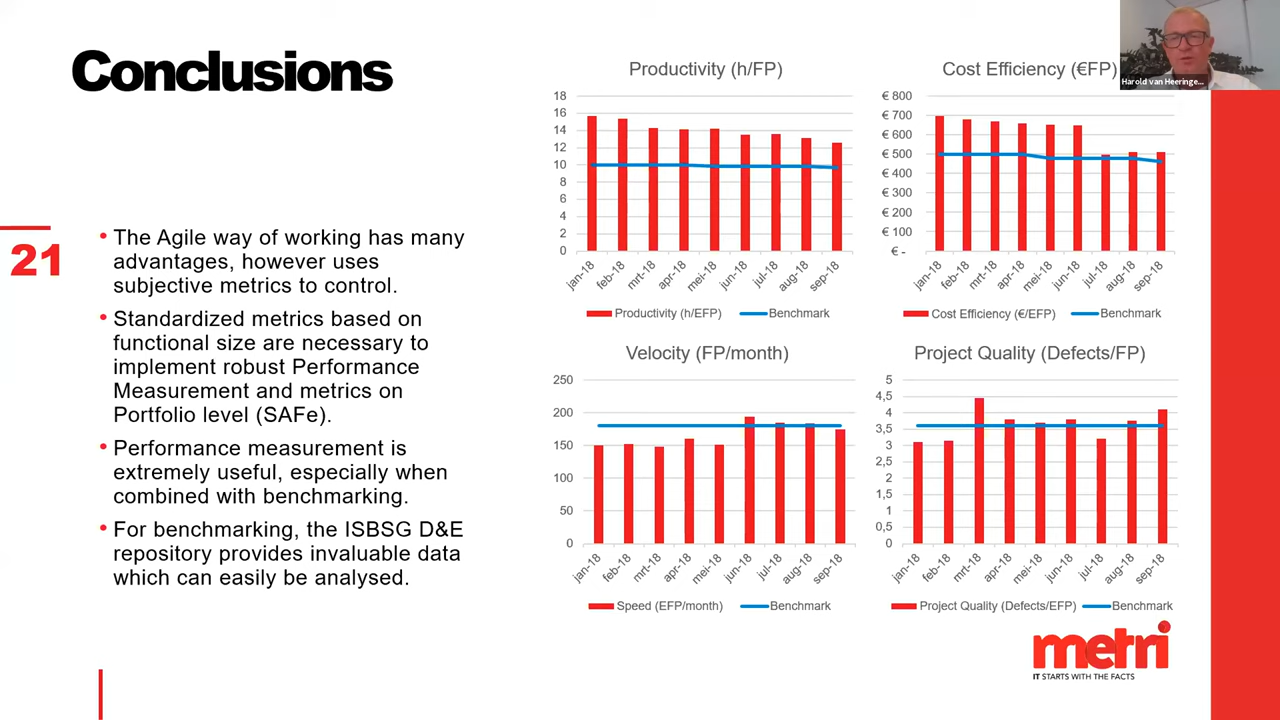 Conclusions
21
• The Agile way of working has many
advantages, however uses
subjective metrics to control.
• Standardized metrics based on
functional size are necessary to
implement robust Performance
Measurement and metrics on
Portfolio level (SAFe).
• Performance measurement is
extremely useful, especially when
combined with benchmarking.
• For benchmarking, the ISBSG D&E
repository provides invaluable data
which can easily be analysed.
Productivity (h/FP)
18
16
14
12
10
8
6
4
2
0
jan-18 feb-18 mrt-18 apr-18 mei-18 jun-18 jul-18 aug-18 sep-18
Productivity (h/EFP) Benchmark
Cost Efficiency (€FP)
€ 800
€ 700
€ 600
€ 500
€ 400
€ 300
€ 200
€ 100
€ -
jan-18 feb-18 mrt-18 apr-18 mei-18 jun-18 jul-18 aug-18 sep-18
Cost Efficiency (€/EFP) Benchmark
Velocity (FP/month)
250
200
150
100
50
0
jan-18 feb-18 mrt-18 apr-18 mei-18 jun-18 jul-18 aug-18 sep-18
Speed (EFP/month) Benchmark
Project Quality (Defects/FP)
5
4,5
4
3,5
3
2,5
2
1,5
1
0,5
0
jan-18 feb-18 mrt-18 apr-18 mei-18 jun-18 jul-18 aug-18 sep-18
Project Quality (Defects/EFP) Benchmark
Harold van Heeringe...
metri
IT STARTS WITH THE FACTS